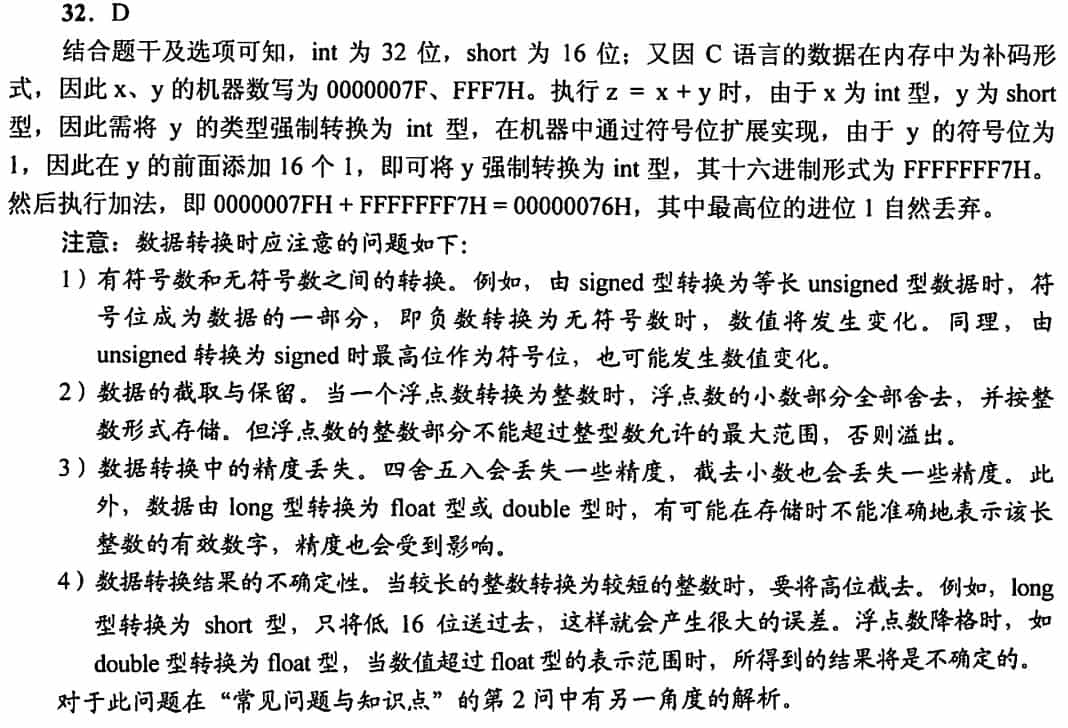 32. D
结合题干及选项可知，int 为 32 位，short 为 16 位；又因 C 语言的数据在内存中为补码形
式，因此 x、y 的机器数写为 0000007F、FFF7H。执行 z = x + y 时，由于 x 为 int 型，y 为 short
型，因此需将 y 的类型强制转换为 int 型，在机器中通过符号位扩展实现，由于 y 的符号位为
1，因此在 y 的前面添加 16 个 1，即可将 y 强制转换为 int 型，其十六进制形式为 FFFFFFF7H。
然后执行加法，即 0000007FH + FFFFFFF7H = 00000076H，其中最高位的进位 1 自然丢弃。
注意：数据转换时应注意的问题如下：
1）有符号数和无符号数之间的转换。例如，由 signed 型转换为等长 unsigned 型数据时，符
号位成为数据的一部分，即负数转换为无符号数时，数值将发生变化。同理，由
unsigned 转换为 signed 时最高位作为符号位，也可能发生数值变化。
2）数据的截取与保留。当一个浮点数转换为整数时，浮点数的小数部分全部舍去，并按整
数形式存储。但浮点数的整数部分不能超过整型数允许的最大范围，否则溢出。
3）数据转换中的精度丢失。四舍五入会丢失一些精度，截去小数也会丢失一些精度。此
外，数据由 long 型转换为 float 型或 double 型时，有可能在存储时不能准确地表示该长
整数的有效数字，精度也会受到影响。
4）数据转换结果的不确定性。当较长的整数转换为较短的整数时，要将高位截去。例如，long
型转换为 short 型，只将低 16 位送过去，这样就会产生很大的误差。浮点数降格时，如
double 型转换为 float 型，当数值超过 float 型的表示范围时，所得到的结果将是不确定的。
对于此问题在“常见问题与知识点”的第 2 问中有另一角度的解析。